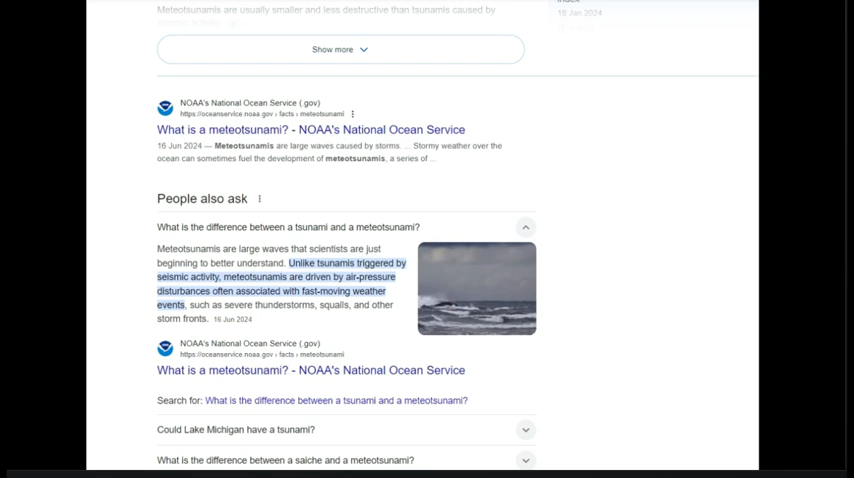 Meteotsunamis are usually smaller and less destructive than tsunamis caused by
Show more
18 Jan 2024
NOAA's National Ocean Service (.gov)
https://oceanservice.noaa.gov › facts › meteotsunami
What is a meteotsunami? - NOAA's National Ocean Service
16 Jun 2024 — Meteotsunamis are large waves caused by storms. ... Stormy weather over the
ocean can sometimes fuel the development of meteotsunamis, a series of ...
People also ask
What is the difference between a tsunami and a meteotsunami?
Meteotsunamis are large waves that scientists are just
beginning to better understand. Unlike tsunamis triggered by
seismic activity, meteotsunamis are driven by air-pressure
disturbances often associated with fast-moving weather
events, such as severe thunderstorms, squalls, and other
storm fronts. 16 Jun 2024
NOAA's National Ocean Service (.gov)
https://oceanservice.noaa.gov › facts › meteotsunami
What is a meteotsunami? - NOAA's National Ocean Service
Search for: What is the difference between a tsunami and a meteotsunami?
Could Lake Michigan have a tsunami?
What is the difference between a saiche and a meteotsunami?